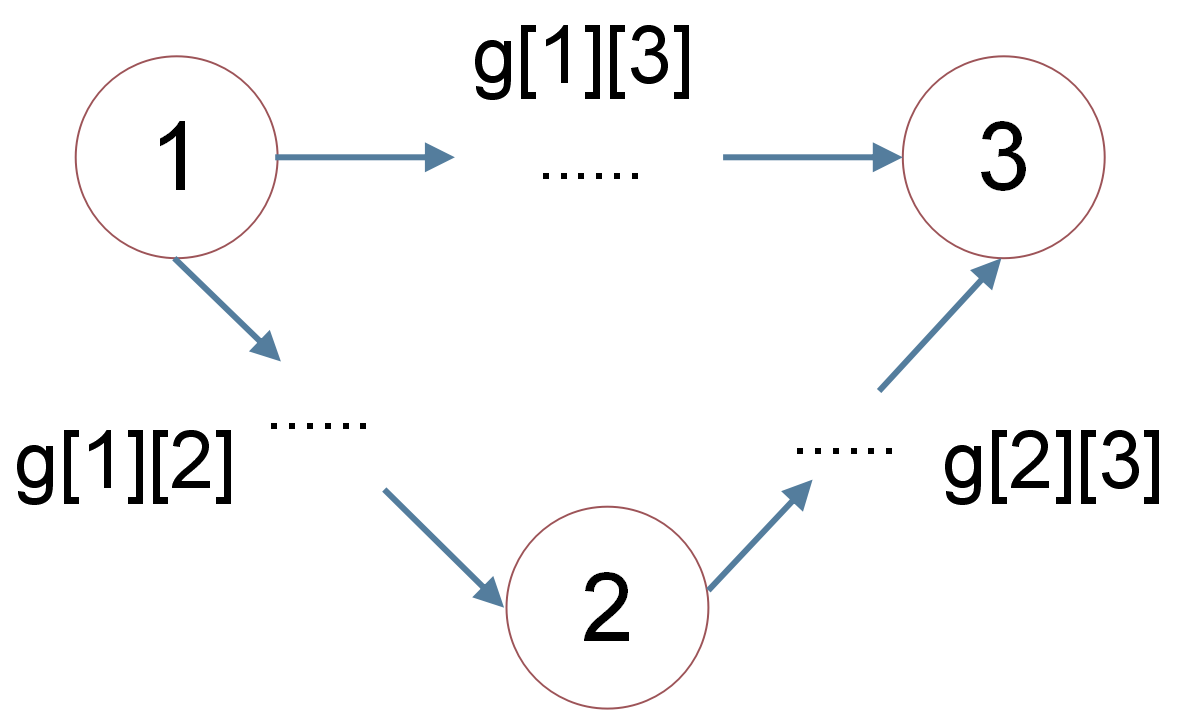 g[1][3]
1
......
3
g[1][2]
......
......
g[2][3]
2